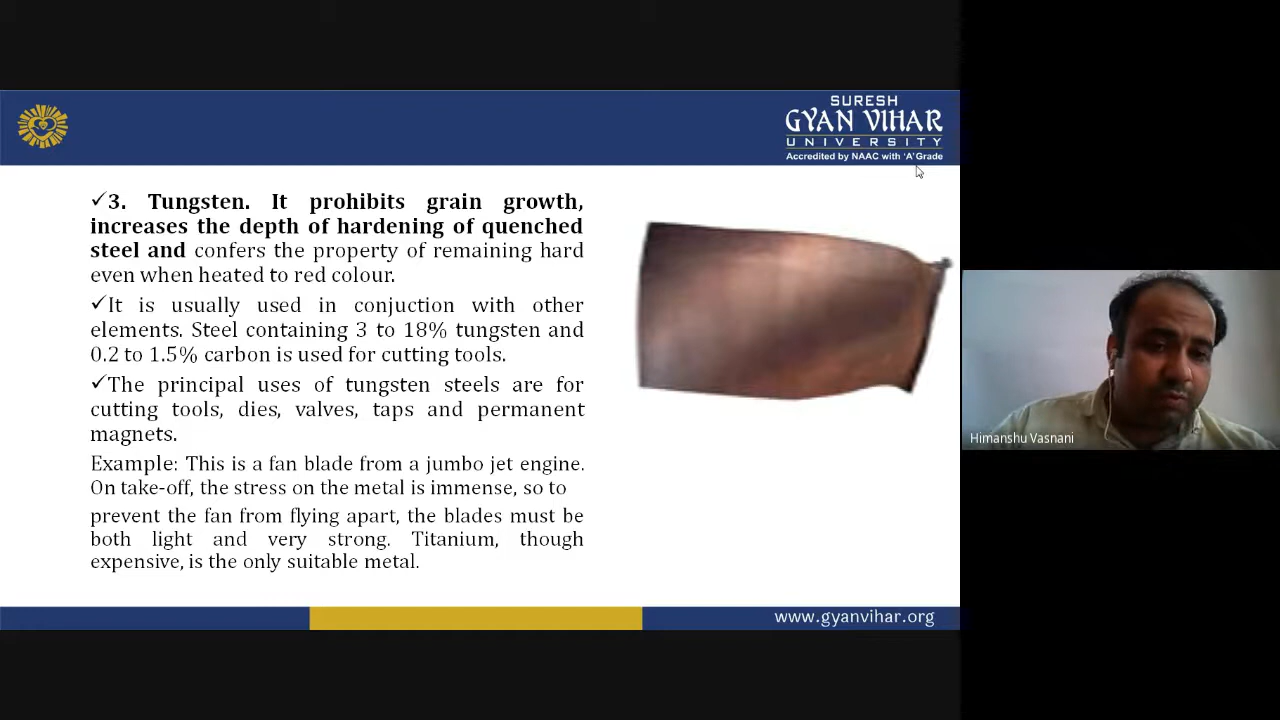 SURESH
GYAN VIHAR
UNIVERSITY
Accredited by NAAC with 'A' Grade
✓3. Tungsten. It prohibits grain growth,
increases the depth of hardening of quenched
steel and confers the property of remaining hard
even when heated to red colour.
✓It is usually used in conjuction with other
elements. Steel containing 3 to 18% tungsten and
0.2 to 1.5% carbon is used for cutting tools.
✓The principal uses of tungsten steels are for
cutting tools, dies, valves, taps and permanent
magnets.
Example: This is a fan blade from a jumbo jet engine.
On take-off, the stress on the metal is immense, so to
prevent the fan from flying apart, the blades must be
both light and very strong. Titanium, though
expensive, is the only suitable metal.
Himanshu Vasnani
www.gyanvihar.org